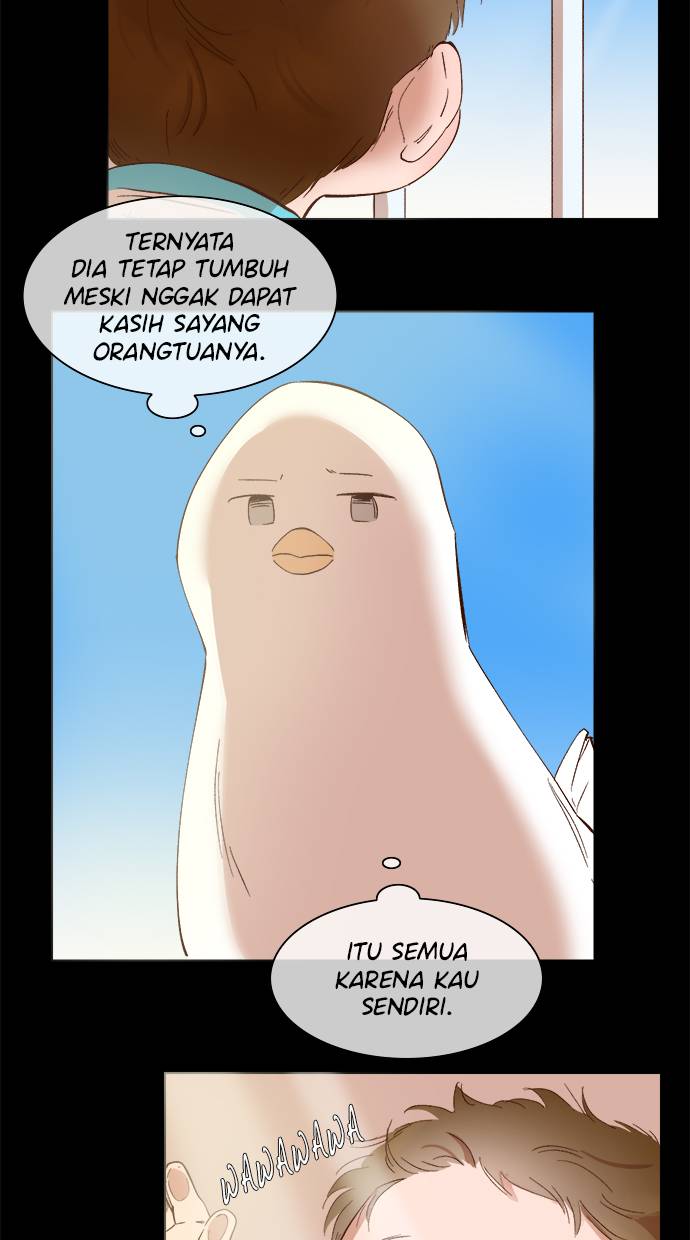 TERNYATA
DIA TETAP TUMBUH
MESKI NGGAK DAPAT
KASIH SAYANG
ORANGTUANYA.
ITU SEMUA
KARENA KAU
SENDIRI.
WAWAWAWA